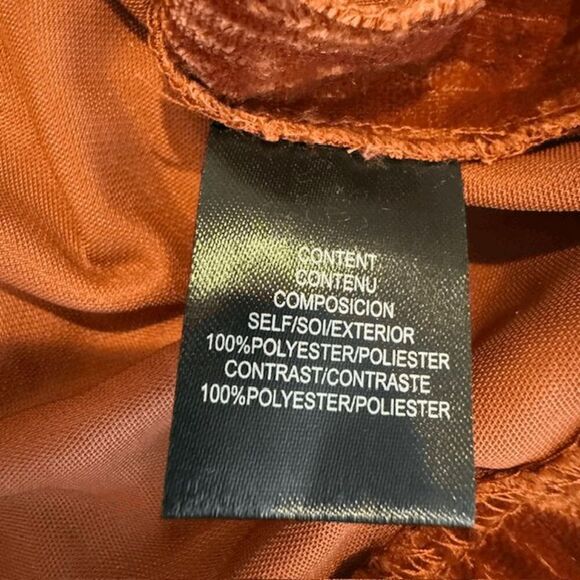 CONTENT
CONTENU
COMPOSICION
SELF/SOI/EXTERIOR
100%POLYESTER/POLIESTER
CONTRAST/CONTRASTE
100%POLYESTER/POLIESTER